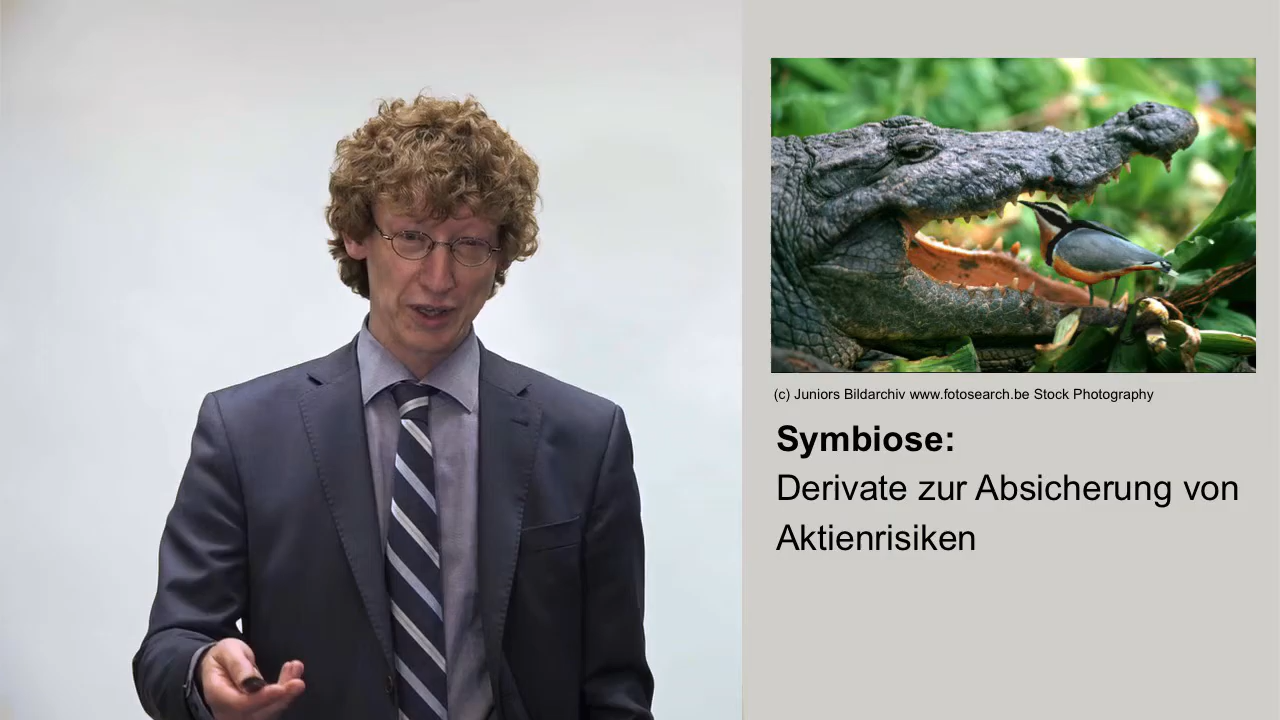 (c) Juniors Bildarchiv www.fotosearch.be Stock Photography
Symbiose:
Derivate zur Absicherung von
Aktienrisiken